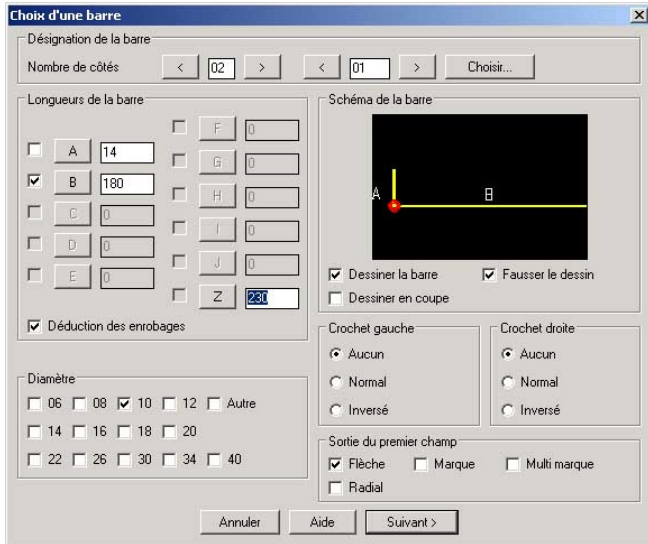 Choix d'une barre
Désignation de la barre
Nombre de côtés < 02 > < 01 > Choisir...
Longueurs de la barre
A 14
B 180
C 0
D 0
E 0
F 0
G 0
H 0
I 0
J 0
Z 230
Déduction des enrobages
Schéma de la barre
A B
Dessiner la barre Fausser le dessin
Dessiner en coupe
Crochet gauche
Aucun
Normal
Inversé
Crochet droite
Aucun
Normal
Inversé
Diamètre
06 08 10 12 Autre
14 16 18 20
22 26 30 34 40
Sortie du premier champ
Flèche Marque Multi marque
Radial
Annuler Aide Suivant >